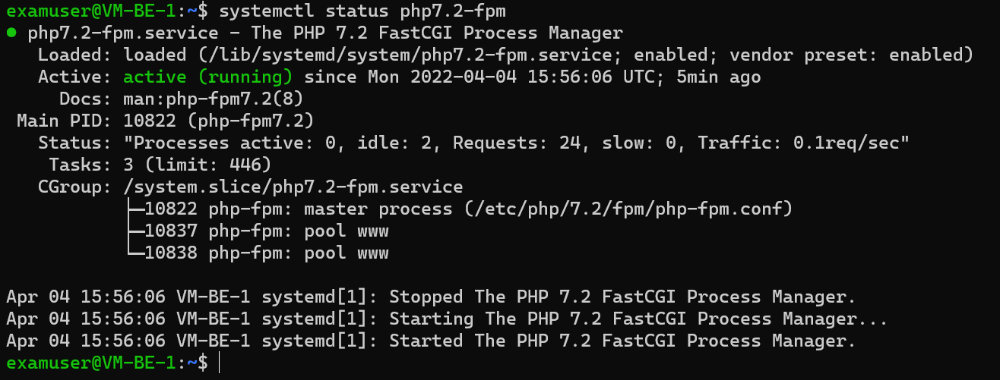 examuser@VM-BE-1:~$ systemctl status php7.2-fpm
● php7.2-fpm.service - The PHP 7.2 FastCGI Process Manager
   Loaded: loaded (/lib/systemd/system/php7.2-fpm.service; enabled; vendor preset: enabled)
   Active: active (running) since Mon 2022-04-04 15:56:06 UTC; 5min ago
     Docs: man:php-fpm7.2(8)
 Main PID: 10822 (php-fpm7.2)
   Status: "Processes active: 0, idle: 2, Requests: 24, slow: 0, Traffic: 0.1req/sec"
    Tasks: 3 (limit: 446)
   CGroup: /system.slice/php7.2-fpm.service
           ├─10822 php-fpm: master process (/etc/php/7.2/fpm/php-fpm.conf)
           ├─10837 php-fpm: pool www
           └─10838 php-fpm: pool www

Apr 04 15:56:06 VM-BE-1 systemd[1]: Stopped The PHP 7.2 FastCGI Process Manager.
Apr 04 15:56:06 VM-BE-1 systemd[1]: Starting The PHP 7.2 FastCGI Process Manager...
Apr 04 15:56:06 VM-BE-1 systemd[1]: Started The PHP 7.2 FastCGI Process Manager.
examuser@VM-BE-1:~$